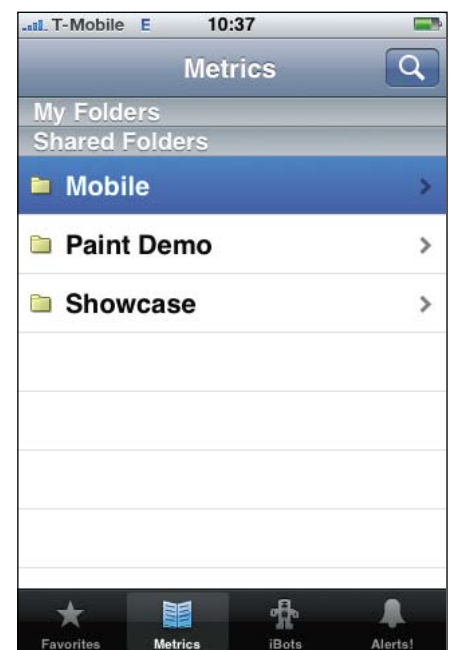 T-Mobile E 10:37
Metrics
My Folders
Shared Folders
Mobile
Paint Demo
Showcase
Favorites Metrics iBots Alerts!